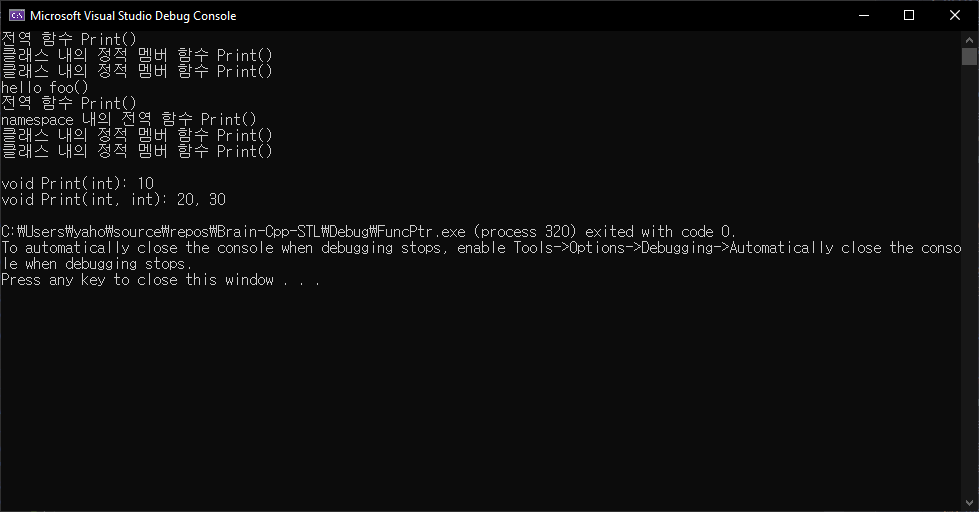 Microsoft Visual Studio Debug Console
전역 함수 Print()
클래스 내의 정적 멤버 함수 Print()
클래스 내의 정적 멤버 함수 Print()
hello foo()
전역 함수 Print()
namespace 내의 전역 함수 Print()
클래스 내의 정적 멤버 함수 Print()
클래스 내의 정적 멤버 함수 Print()
void Print(int): 10
void Print(int, int): 20, 30
C:₩Users₩yaho₩source₩repos₩Brain-Cpp-STL₩Debug₩FuncPtr.exe (process 320) exited with code 0.
To automatically close the console when debugging stops, enable Tools->Options->Debugging->Automatically close the conso
le when debugging stops.
Press any key to close this window . . .